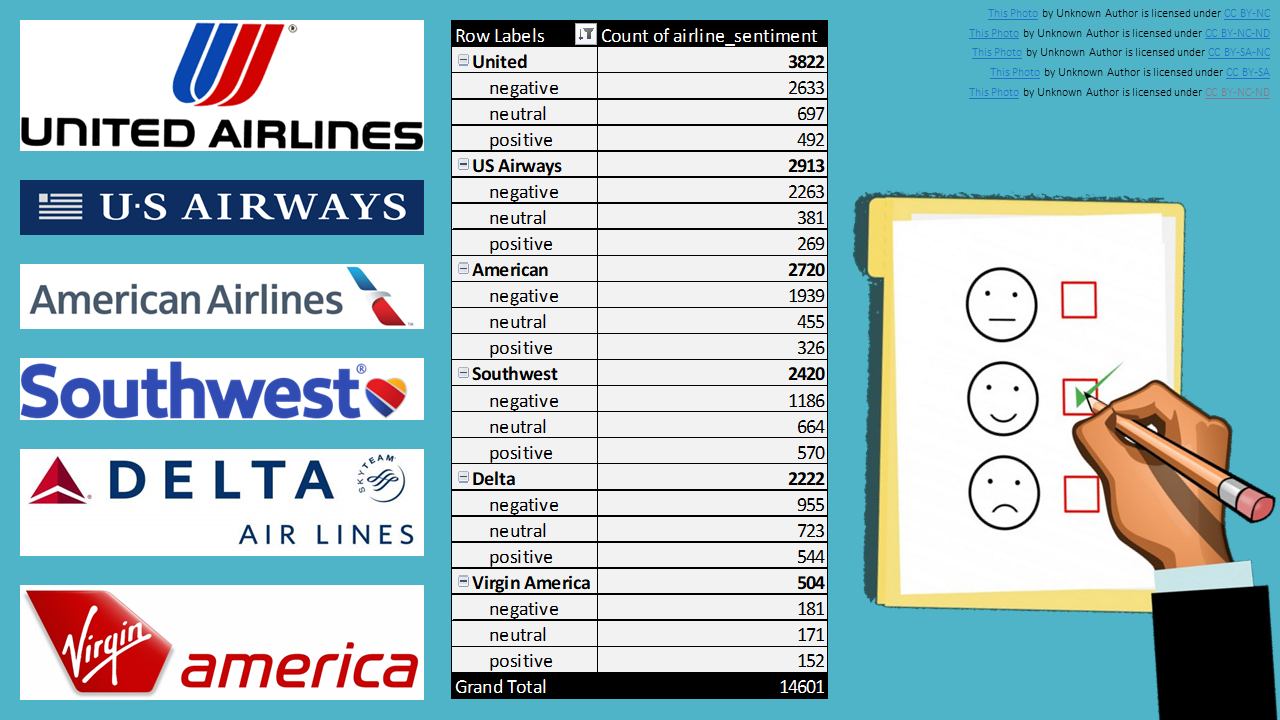 UNITED AIRLINES
U·S AIRWAYS
American Airlines
Southwest®
DELTA
SKYTEAM
AIR LINES
Virgin america
Row Labels Count of airline_sentiment
United 3822
negative 2633
neutral 697
positive 492
US Airways 2913
negative 2263
neutral 381
positive 269
American 2720
negative 1939
neutral 455
positive 326
Southwest 2420
negative 1186
neutral 664
positive 570
Delta 2222
negative 955
neutral 723
positive 544
Virgin America 504
negative 181
neutral 171
positive 152
Grand Total 14601
This Photo by Unknown Author is licensed under CC BY-NC
This Photo by Unknown Author is licensed under CC BY-NC-ND
This Photo by Unknown Author is licensed under CC BY-SA-NC
This Photo by Unknown Author is licensed under CC BY-SA
This Photo by Unknown Author is licensed under CC BY-NC-ND